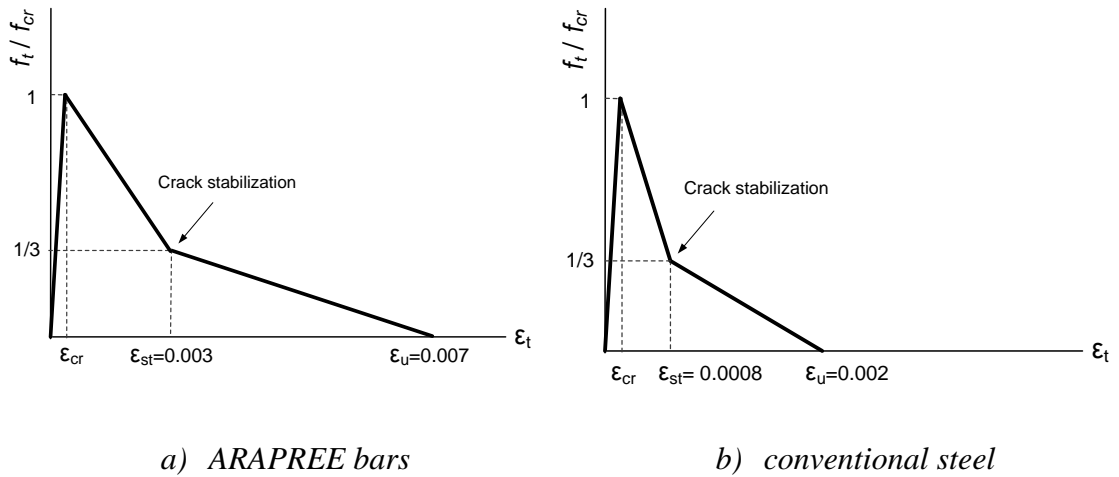 f_t / f_cr
1
Crack stabilization
1/3
ε_cr
ε_st=0.003
ε_u=0.007
ε_t
a) ARAPREE bars
f_t / f_cr
1
Crack stabilization
1/3
ε_cr
ε_st= 0.0008
ε_u=0.002
ε_t
b) conventional steel